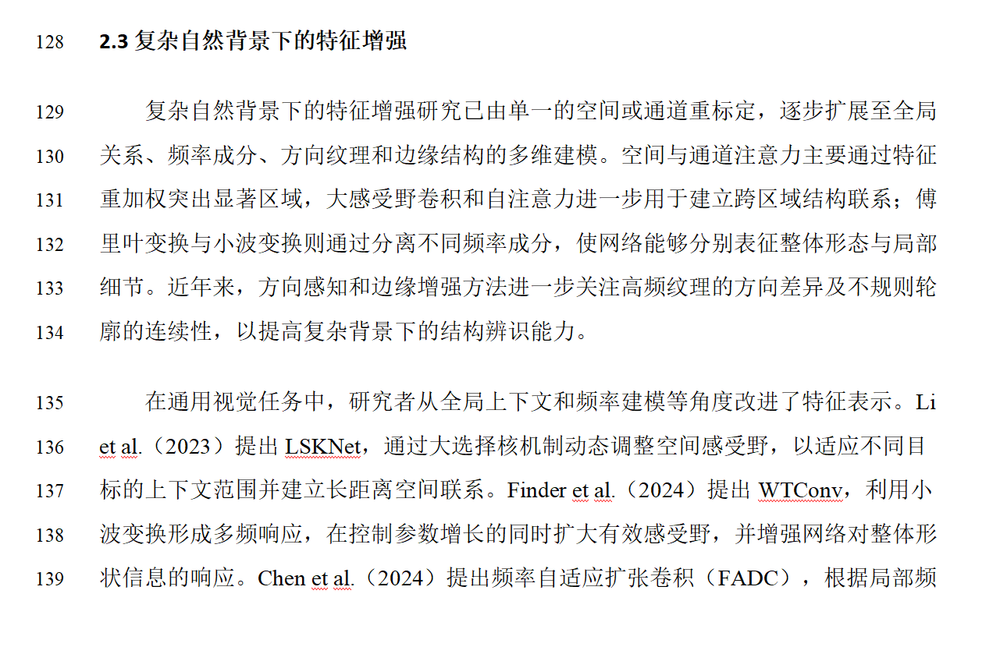 128 2.3 复杂自然背景下的特征增强
129 复杂自然背景下的特征增强研究已由单一的空间或通道重标定，逐步扩展至全局
130 关系、频率成分、方向纹理和边缘结构的多维建模。空间与通道注意力主要通过特征
131 重加权突出显著区域，大感受野卷积和自注意力进一步用于建立跨区域结构联系；傅
132 里叶变换与小波变换则通过分离不同频率成分，使网络能够分别表征整体形态与局部
133 细节。近年来，方向感知和边缘增强方法进一步关注高频纹理的方向差异及不规则轮
134 廓的连续性，以提高复杂背景下的结构辨识能力。
135 在通用视觉任务中，研究者从全局上下文和频率建模等角度改进了特征表示。Li
136 et al.（2023）提出 LSKNet，通过大选择核机制动态调整空间感受野，以适应不同目
137 标的上下文范围并建立长距离空间联系。Finder et al.（2024）提出 WTConv，利用小
138 波变换形成多频响应，在控制参数增长的同时扩大有效感受野，并增强网络对整体形
139 状信息的响应。Chen et al.（2024）提出频率自适应扩张卷积（FADC），根据局部频